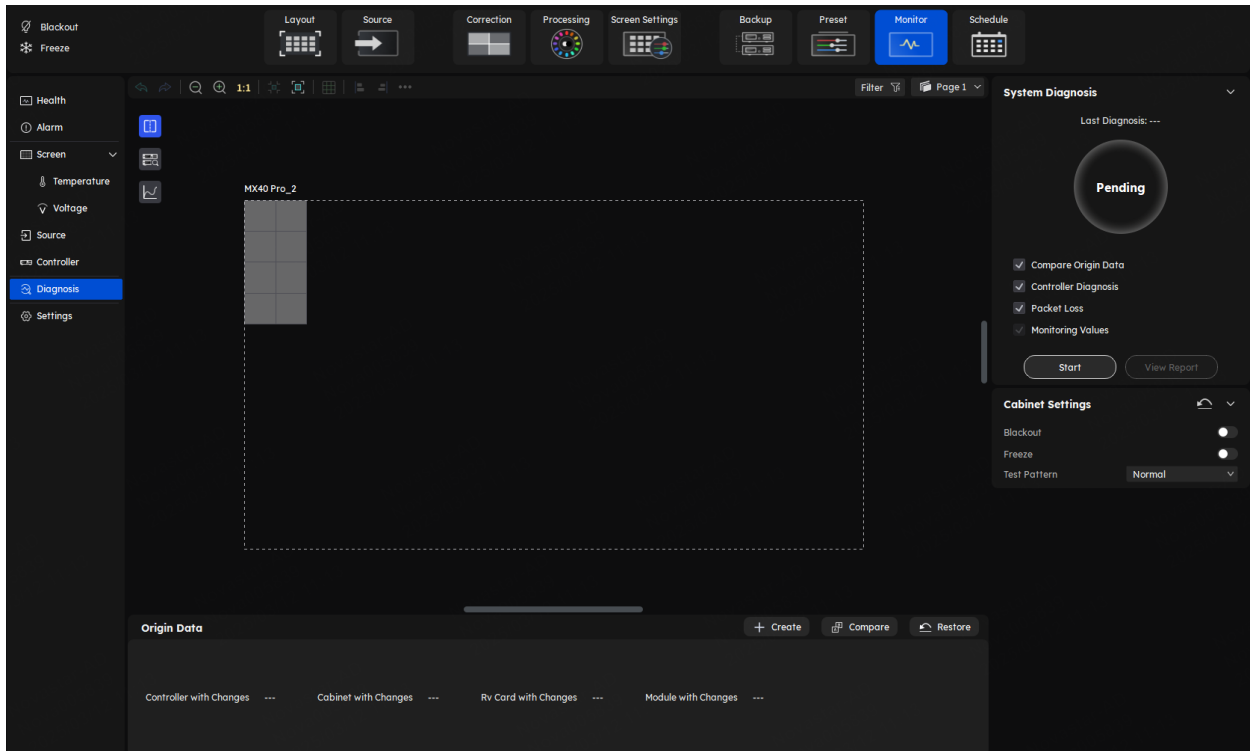 Blackout
Freeze
Layout
Source
Correction
Processing
Screen Settings
Backup
Preset
Monitor
Schedule
Health
Alarm
Screen
Temperature
Voltage
Source
Controller
Diagnosis
Settings
1:1
Filter
Page 1
MX40 Pro_2
System Diagnosis
Last Diagnosis: ---
Pending
Compare Origin Data
Controller Diagnosis
Packet Loss
Monitoring Values
Start
View Report
Cabinet Settings
Blackout
Freeze
Test Pattern Normal
Origin Data
Create
Compare
Restore
Controller with Changes ---
Cabinet with Changes ---
Rv Card with Changes ---
Module with Changes ---